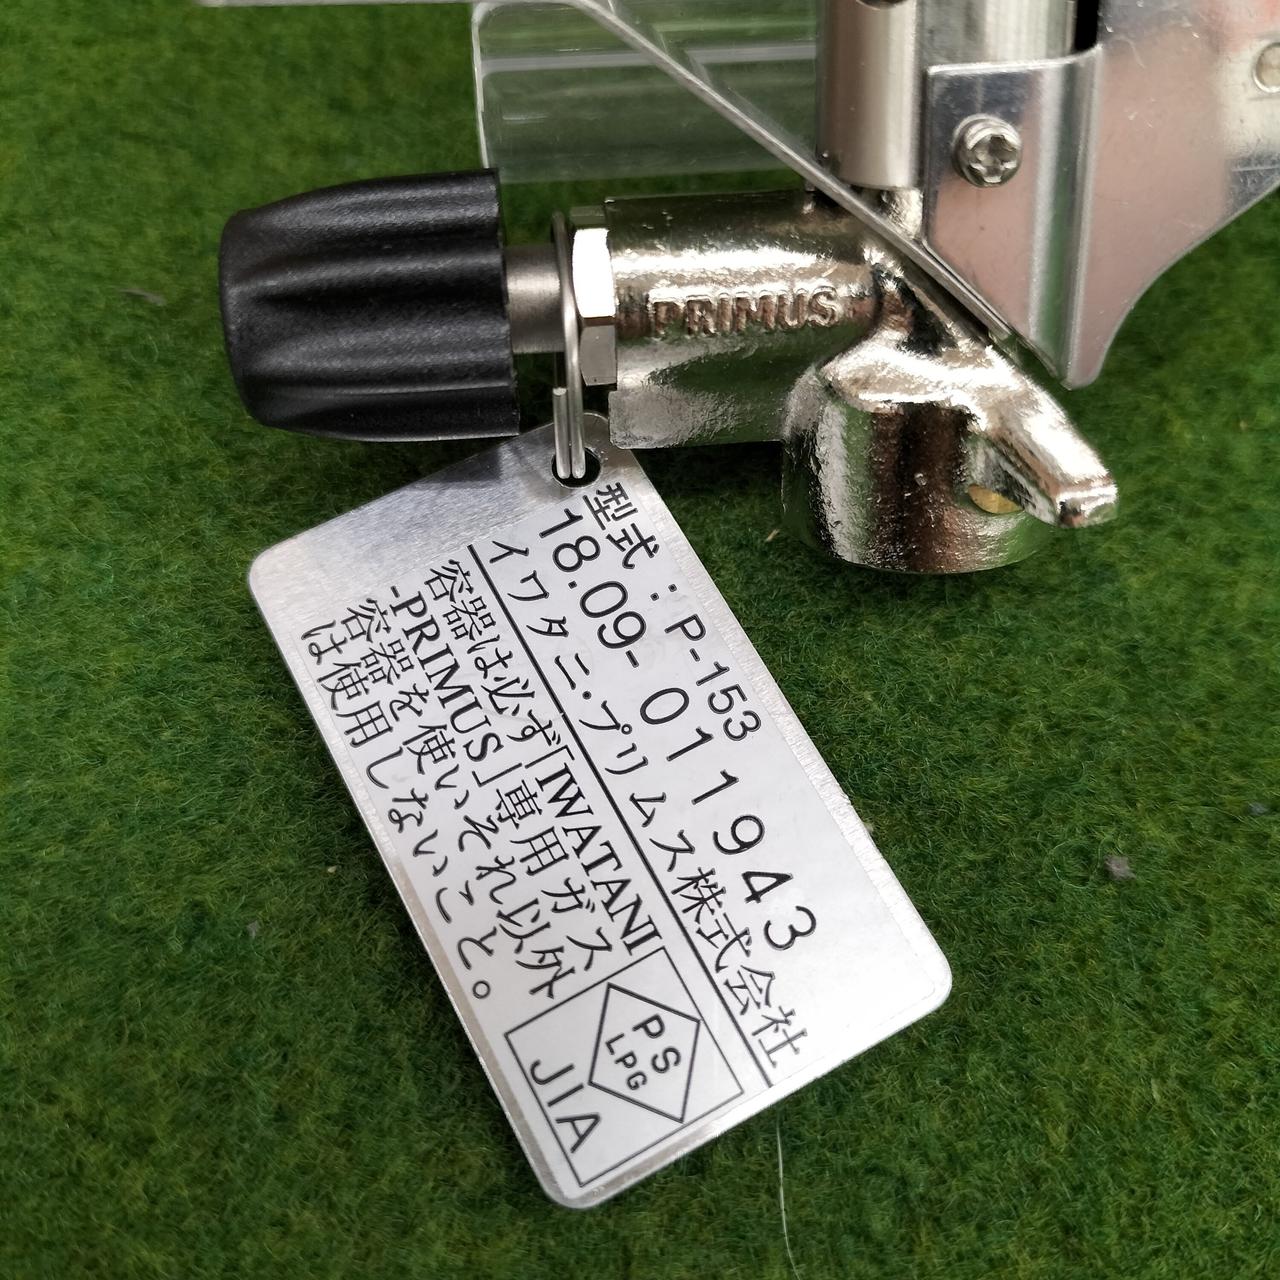 PRIMUS
型式：P-153
18.09- 011943
イワタニ・プリムス株式会社
容器は必ず「IWATANI
-PRIMUS」専用ガス
容器を使いそれ以外
は使用しないこと。
PS
LPG
JIA